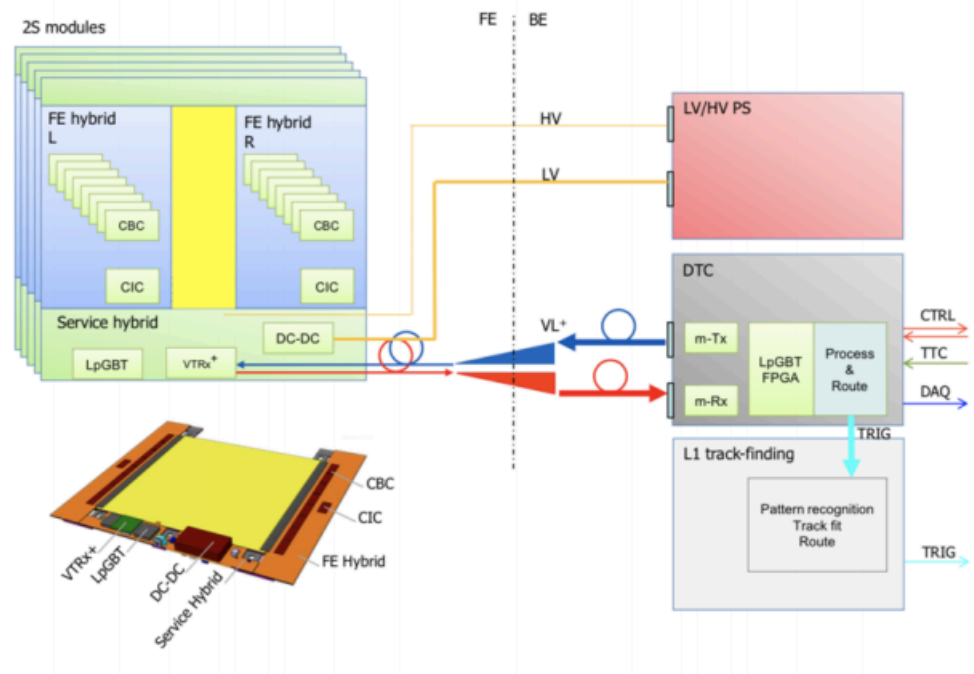 2S modules
FE
BE
FE hybrid
L
CBC
CIC
FE hybrid
R
CBC
CIC
Service hybrid
LpGBT
VTRx+
DC-DC
HV
LV
VL+
LV/HV PS
DTC
m-Tx
m-Rx
LpGBT
FPGA
Process
&
Route
CTRL
TTC
DAQ
TRIG
L1 track-finding
Pattern recognition
Track fit
Route
TRIG
CBC
CIC
FE Hybrid
VTRx+
LpGBT
DC-DC
Service Hybrid